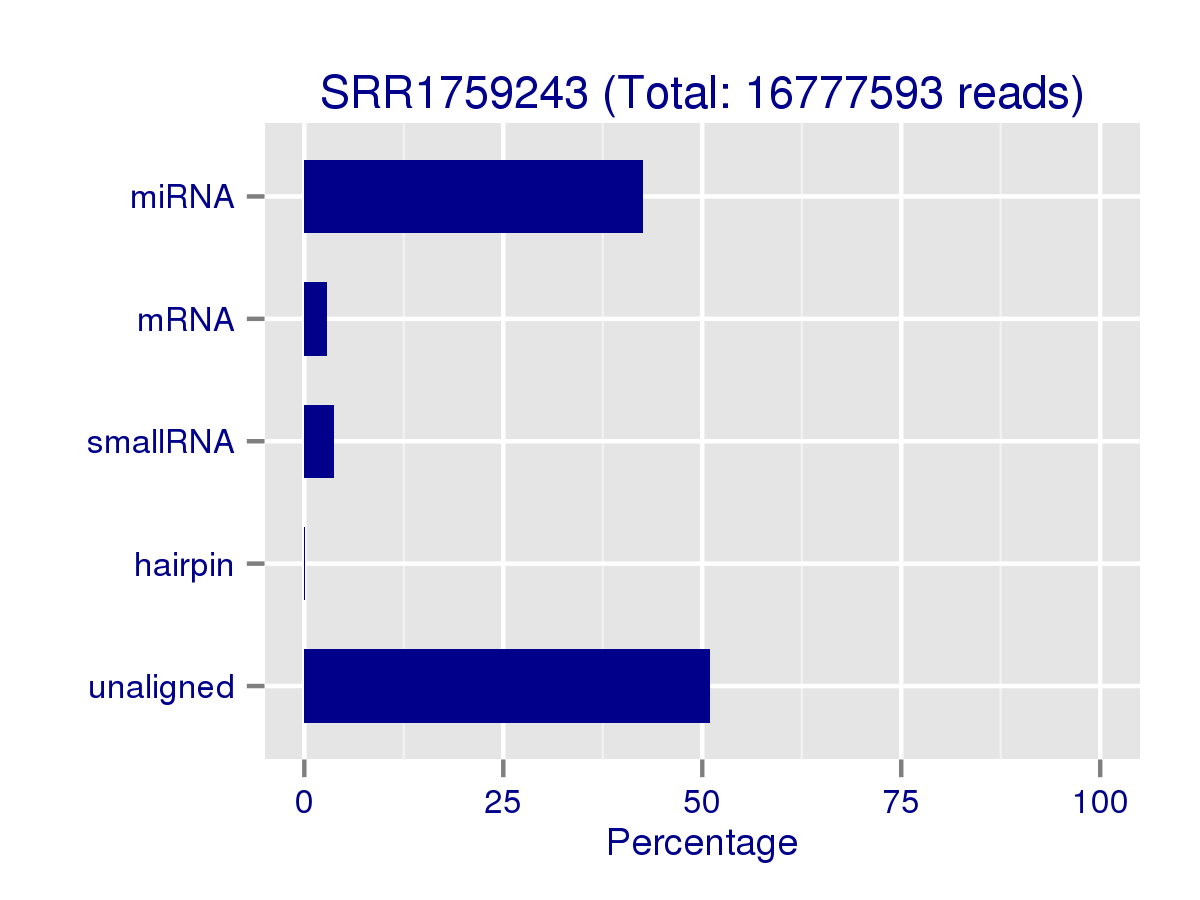 SRR1759243 (Total: 16777593 reads)
miRNA
mRNA
smallRNA
hairpin
unaligned
0 25 50 75 100
Percentage